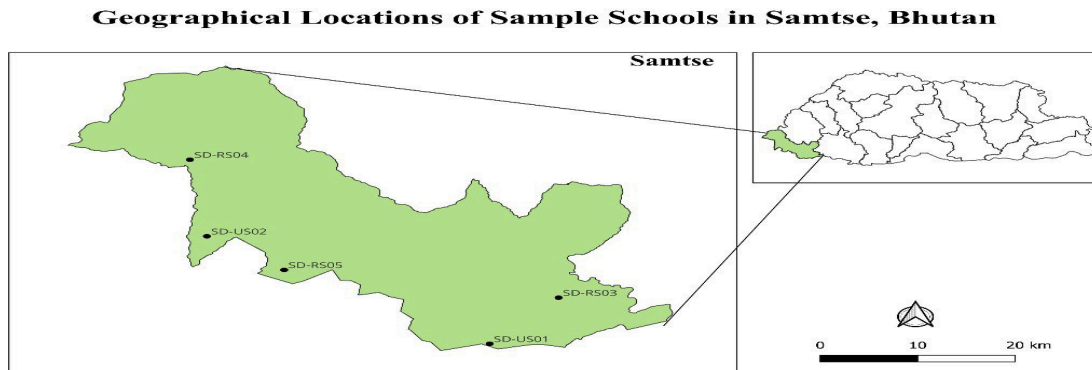 Geographical Locations of Sample Schools in Samtse, Bhutan
Samtse
SD-RS04
SD-US02
SD-RS05
SD-RS03
SD-US01
0 10 20 km